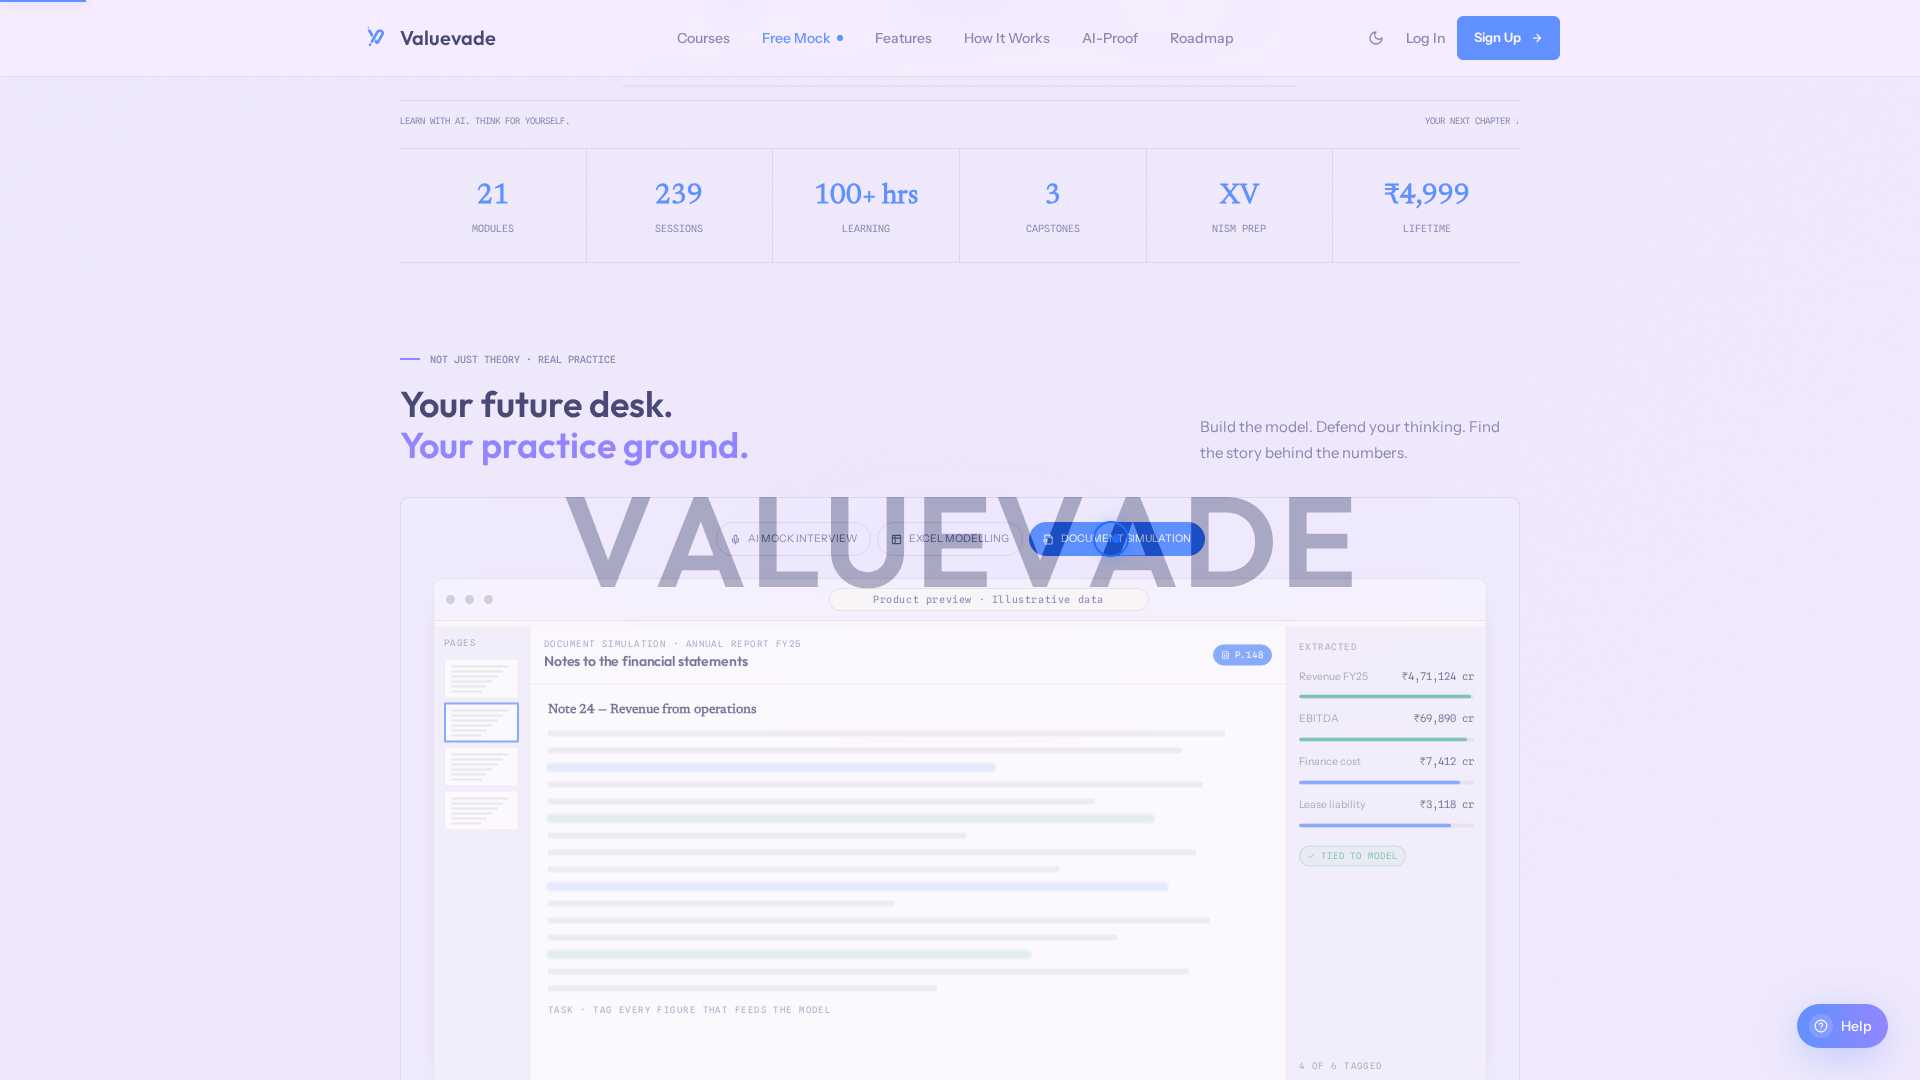 Valuevade
Courses
Free Mock
Features
How It Works
AI-Proof
Roadmap
Log In
Sign Up
LEARN WITH AI. THINK FOR YOURSELF.
YOUR NEXT CHAPTER ↓
21
MODULES
239
SESSIONS
100+ hrs
LEARNING
3
CAPSTONES
XV
NISM PREP
₹4,999
LIFETIME
NOT JUST THEORY · REAL PRACTICE
Your future desk.
Your practice ground.
Build the model. Defend your thinking. Find
the story behind the numbers.
VALUEVADE
AI MOCK INTERVIEW
EXCEL MODELLING
DOCUMENT SIMULATION
Product preview · Illustrative data
PAGES
DOCUMENT SIMULATION · ANNUAL REPORT FY25
Notes to the financial statements
P.148
Note 24 — Revenue from operations
TASK · TAG EVERY FIGURE THAT FEEDS THE MODEL
EXTRACTED
Revenue FY25 ₹4,71,124 cr
EBITDA ₹69,890 cr
Finance cost ₹7,412 cr
Lease liability ₹3,118 cr
✓ TIED TO MODEL
4 OF 6 TAGGED
Help